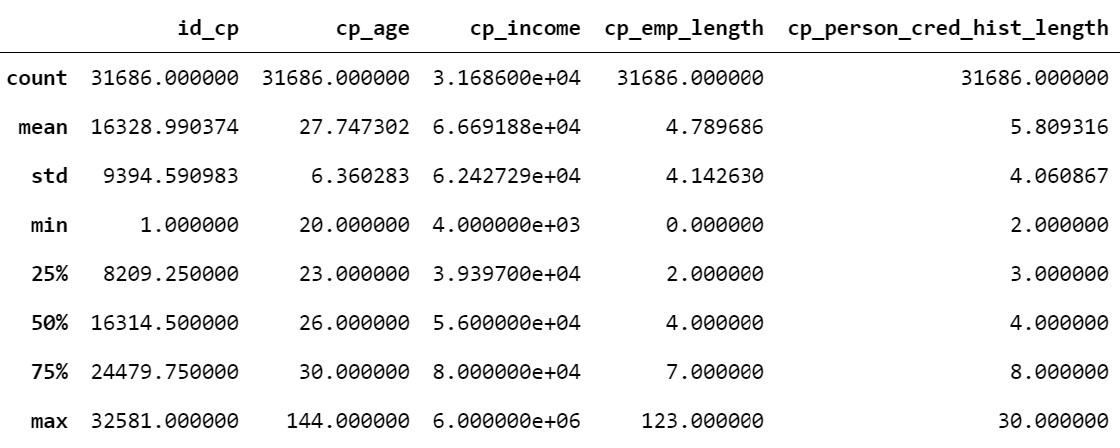 id_cp cp_age cp_income cp_emp_length cp_person_cred_hist_length
count 31686.000000 31686.000000 3.168600e+04 31686.000000 31686.000000
mean 16328.990374 27.747302 6.669188e+04 4.789686 5.809316
std 9394.590983 6.360283 6.242729e+04 4.142630 4.060867
min 1.000000 20.000000 4.000000e+03 0.000000 2.000000
25% 8209.250000 23.000000 3.939700e+04 2.000000 3.000000
50% 16314.500000 26.000000 5.600000e+04 4.000000 4.000000
75% 24479.750000 30.000000 8.000000e+04 7.000000 8.000000
max 32581.000000 144.000000 6.000000e+06 123.000000 30.000000